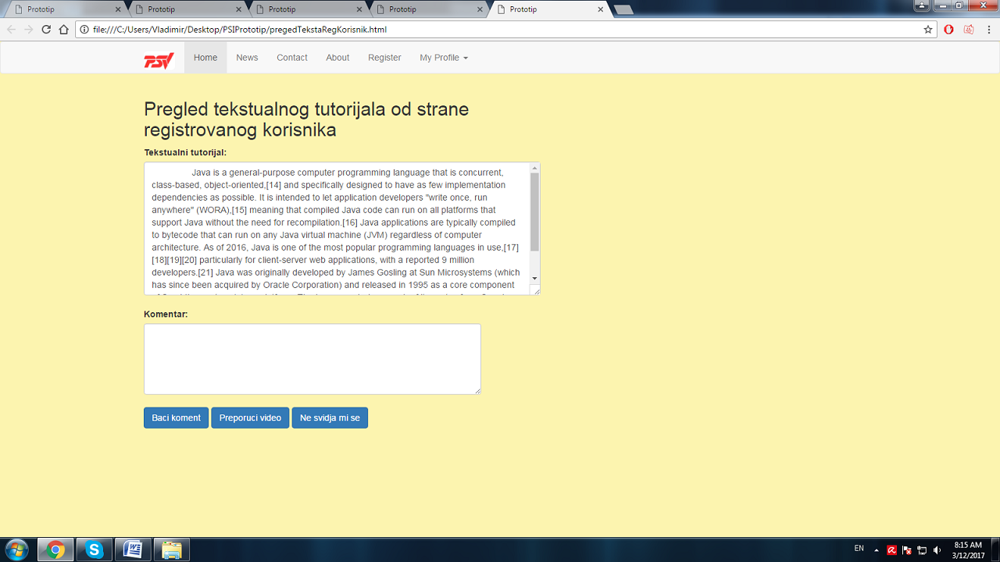 Prototip
Prototip
Prototip
Prototip
Prototip
file:///C:/Users/Vladimir/Desktop/PSIPrototip/pregedTekstaRegKorisnik.html
PSV
Home
News
Contact
About
Register
My Profile
Pregled tekstualnog tutorijala od strane
registrovanog korisnika
Tekstualni tutorijal:
Java is a general-purpose computer programming language that is concurrent,
class-based, object-oriented,[14] and specifically designed to have as few implementation
dependencies as possible. It is intended to let application developers "write once, run
anywhere" (WORA),[15] meaning that compiled Java code can run on all platforms that
support Java without the need for recompilation.[16] Java applications are typically compiled
to bytecode that can run on any Java virtual machine (JVM) regardless of computer
architecture. As of 2016, Java is one of the most popular programming languages in use,[17]
[18][19][20] particularly for client-server web applications, with a reported 9 million
developers.[21] Java was originally developed by James Gosling at Sun Microsystems (which
has since been acquired by Oracle Corporation) and released in 1995 as a core component
Komentar:
Baci koment
Preporuci video
Ne svidja mi se
EN
8:15 AM
3/12/2017